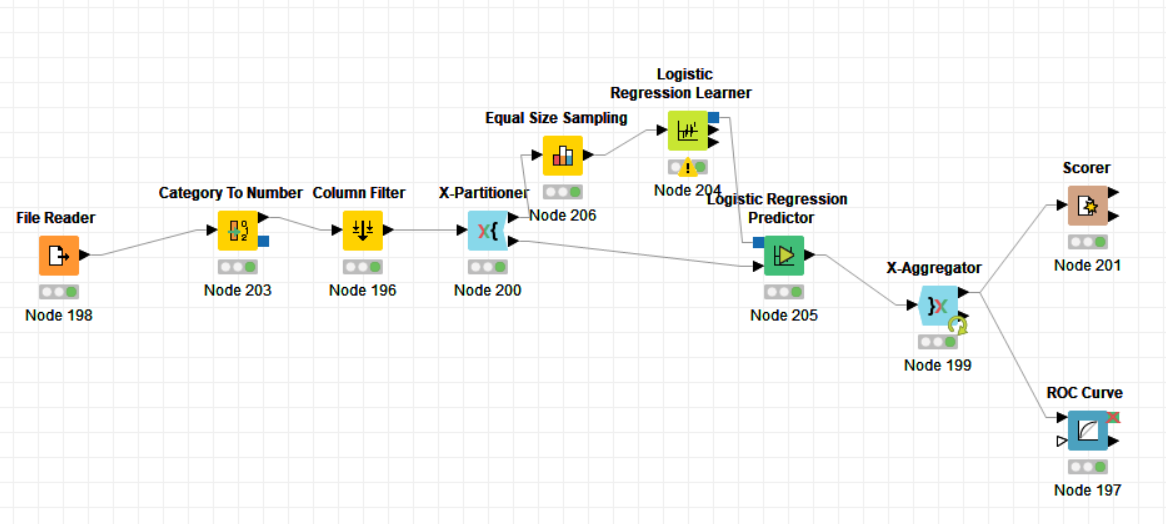 File Reader
Node 198
Category To Number
Node 203
Column Filter
Node 196
X-Partitioner
Node 200
Equal Size Sampling
Node 206
Logistic
Regression Learner
Node 204
Logistic Regression
Predictor
Node 205
X-Aggregator
Node 199
Scorer
Node 201
ROC Curve
Node 197